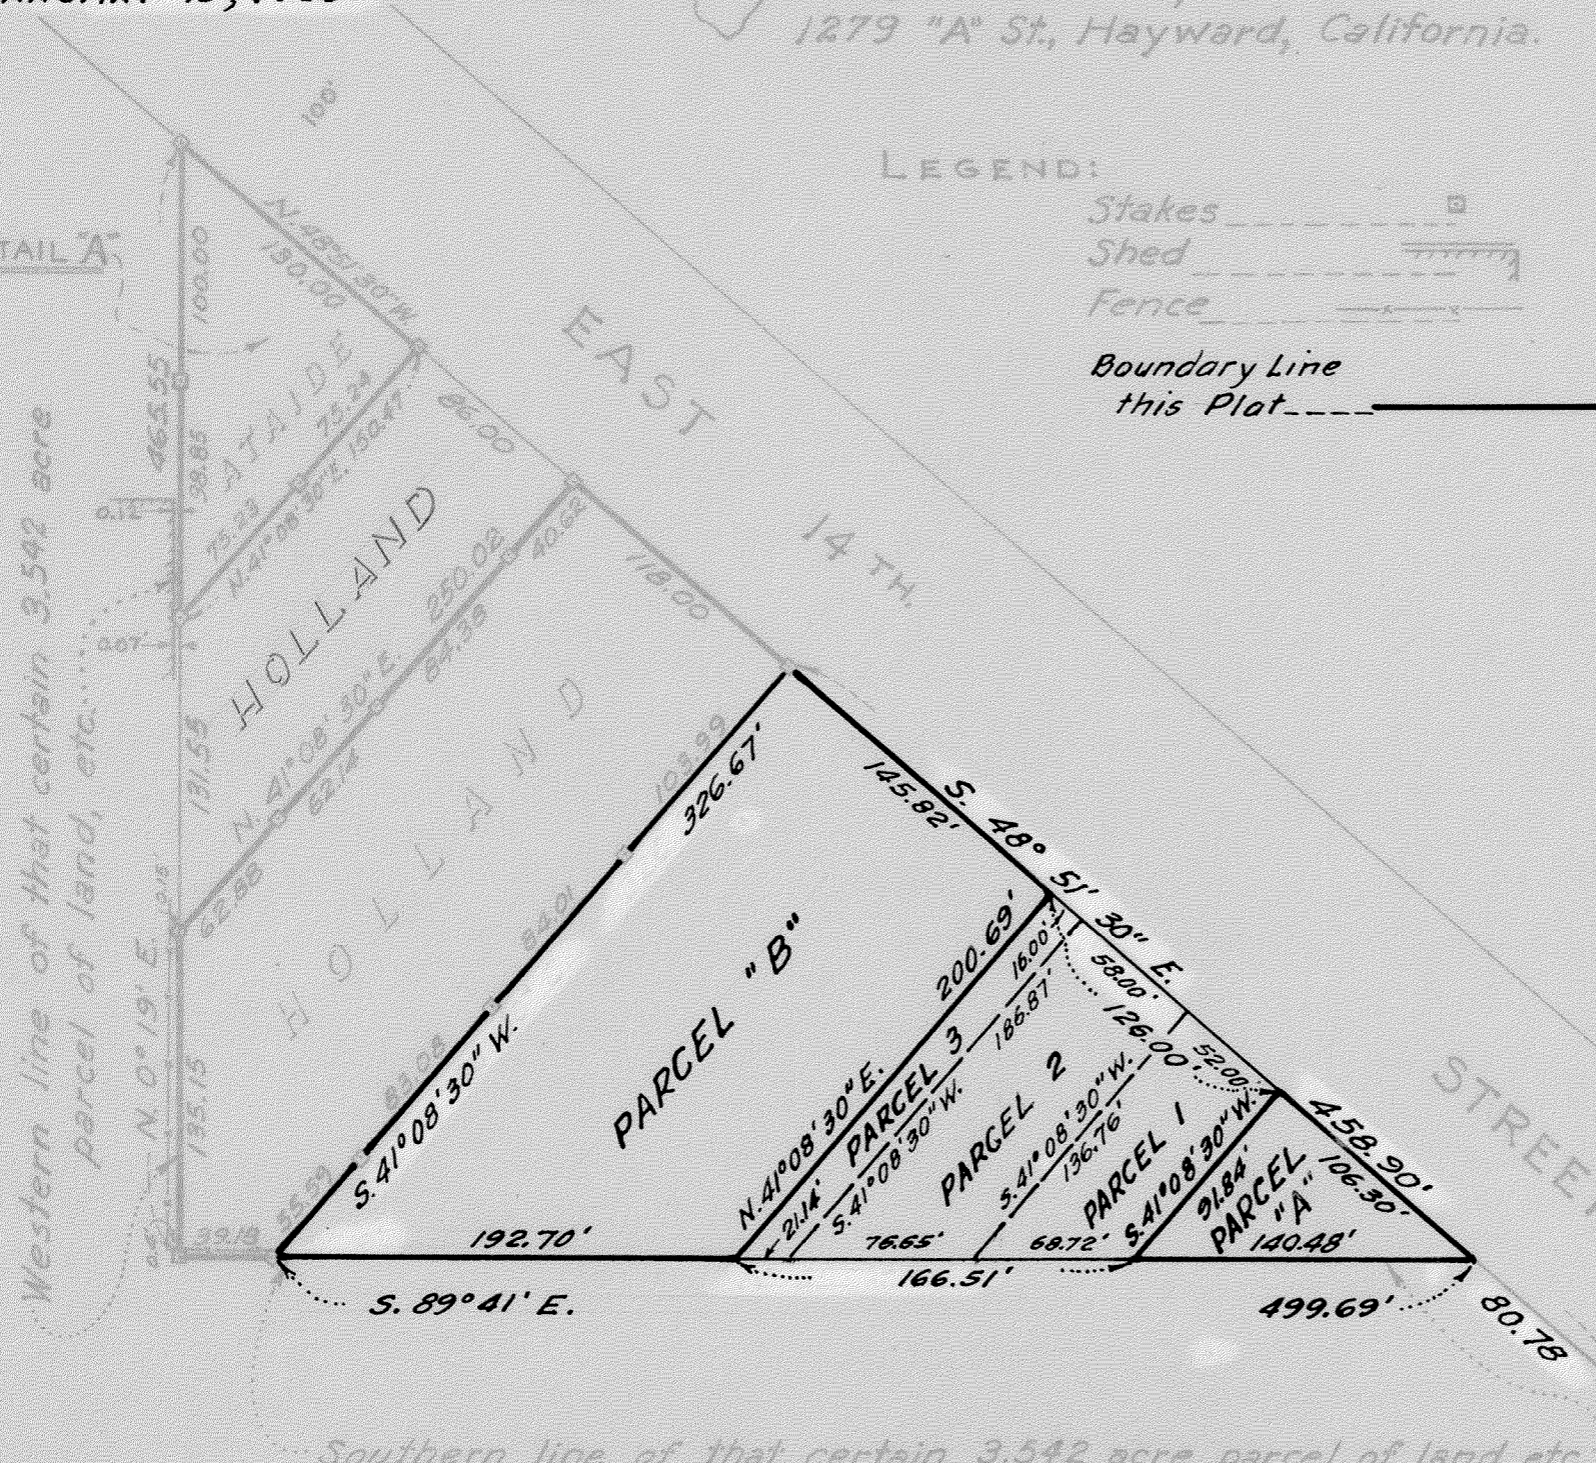 1279 "A" St., Hayward, California.
100'
LEGEND:
Stakes
Shed
Fence
Boundary Line
this Plat
TAIL "A"
N. 48°51'30"W.
130.00
100.00
465.55
98.85
ATAIDE
75.24
75.23
N. 41°08'30"E. 150.47
86.00
EAST
14 TH.
STREET
0.12'
0.07'
HOLLAND
250.02
40.62
N. 41°08'30"E.
84.38
62.14
62.88
118.00
131.55
HOLLAND
103.99
84.01
83.08
55.59
Western line of that certain 3.542 acre
parcel of land, etc.
N. 0°19' E.
0.15
135.15
39.18
326.67'
S. 41°08'30" W.
145.82'
S. 48° 51' 30" E.
PARCEL "B"
200.69'
N. 41°08'30"E.
16.00'
186.87'
PARCEL 3
21.14'
S. 41°08'30"W.
58.00'
126.00'
52.00'
PARCEL 2
S. 41°08'30"W.
136.76'
PARCEL 1
S. 41°08'30"W.
91.84'
PARCEL
"A"
458.90'
106.30'
140.48'
192.70'
76.65'
68.72'
166.51'
S. 89°41' E.
499.69'
80.78
Southern line of that certain 3.542 acre parcel of land etc